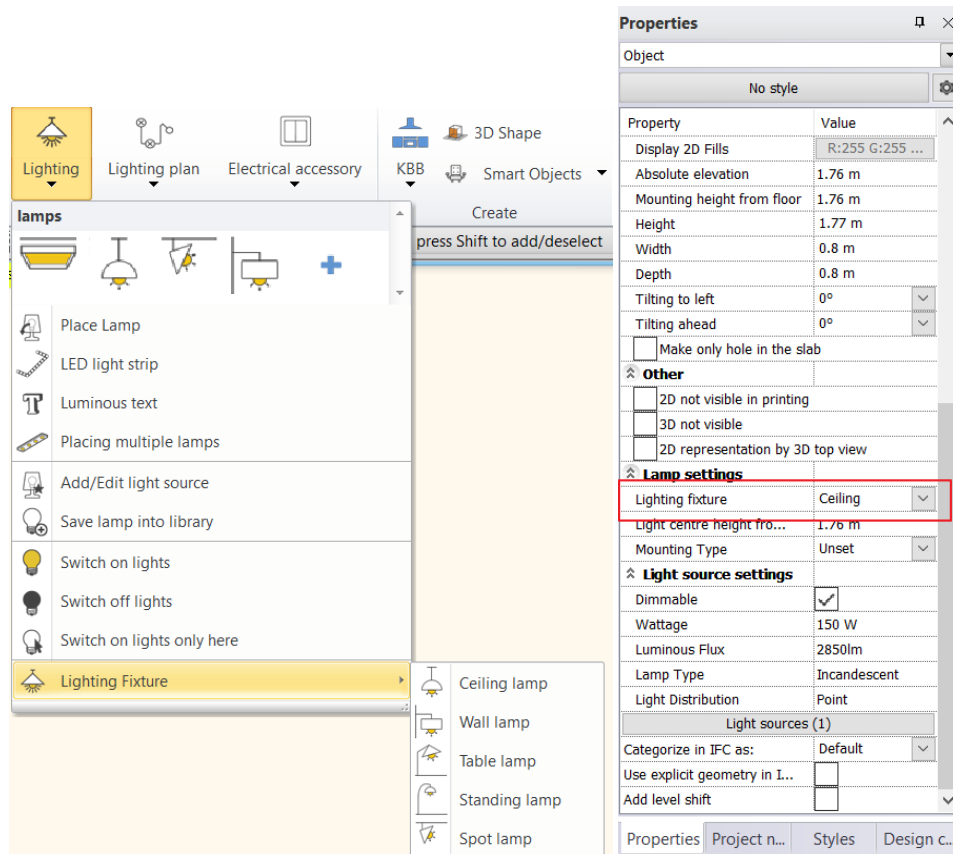 Lighting
Lighting plan
Electrical accessory
KBB
3D Shape
Smart Objects
Create
press Shift to add/deselect
lamps
Place Lamp
LED light strip
Luminous text
Placing multiple lamps
Add/Edit light source
Save lamp into library
Switch on lights
Switch off lights
Switch on lights only here
Lighting Fixture
Ceiling lamp
Wall lamp
Table lamp
Standing lamp
Spot lamp
Properties
Object
No style
Property Value
Display 2D Fills R:255 G:255 ...
Absolute elevation 1.76 m
Mounting height from floor 1.76 m
Height 1.77 m
Width 0.8 m
Depth 0.8 m
Tilting to left 0°
Tilting ahead 0°
Make only hole in the slab
Other
2D not visible in printing
3D not visible
2D representation by 3D top view
Lamp settings
Lighting fixture Ceiling
Light centre height fro... 1.76 m
Mounting Type Unset
Light source settings
Dimmable
Wattage 150 W
Luminous Flux 2850lm
Lamp Type Incandescent
Light Distribution Point
Light sources (1)
Categorize in IFC as: Default
Use explicit geometry in I...
Add level shift
Properties Project n... Styles Design c...